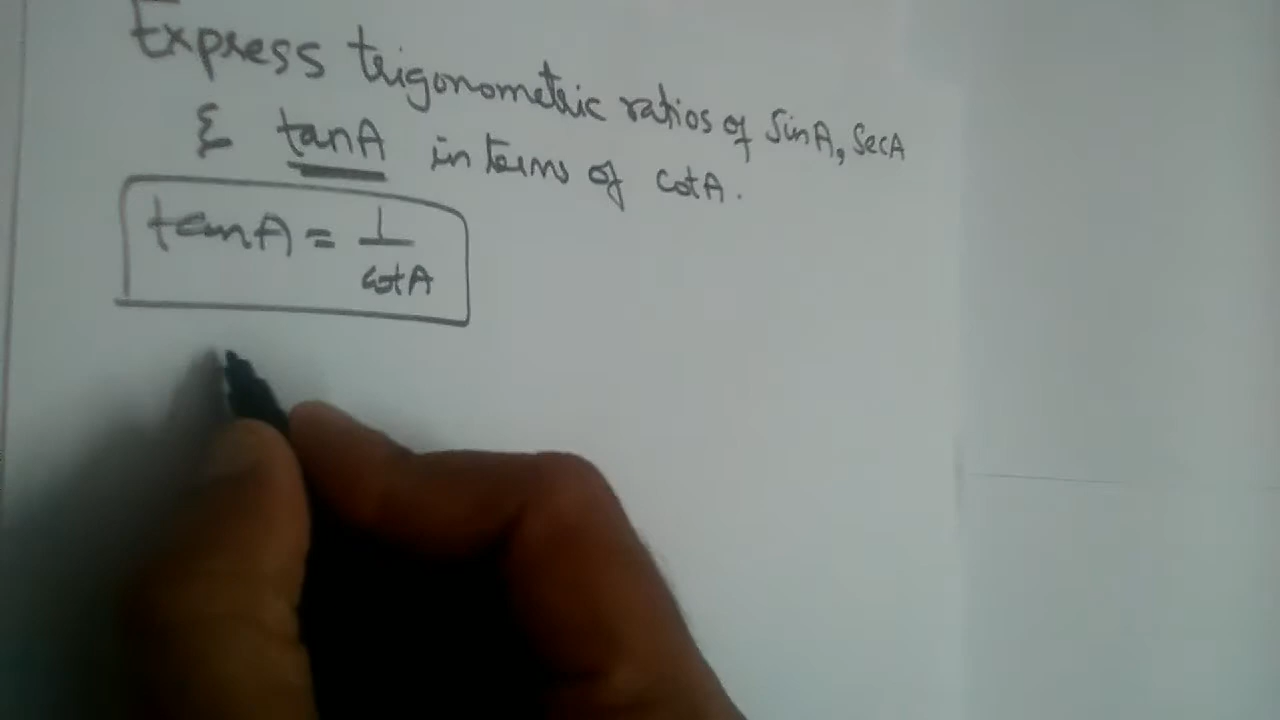 Express trigonometric ratios of SinA, SecA
& tanA in terms of cotA.
tanA = 1/cotA